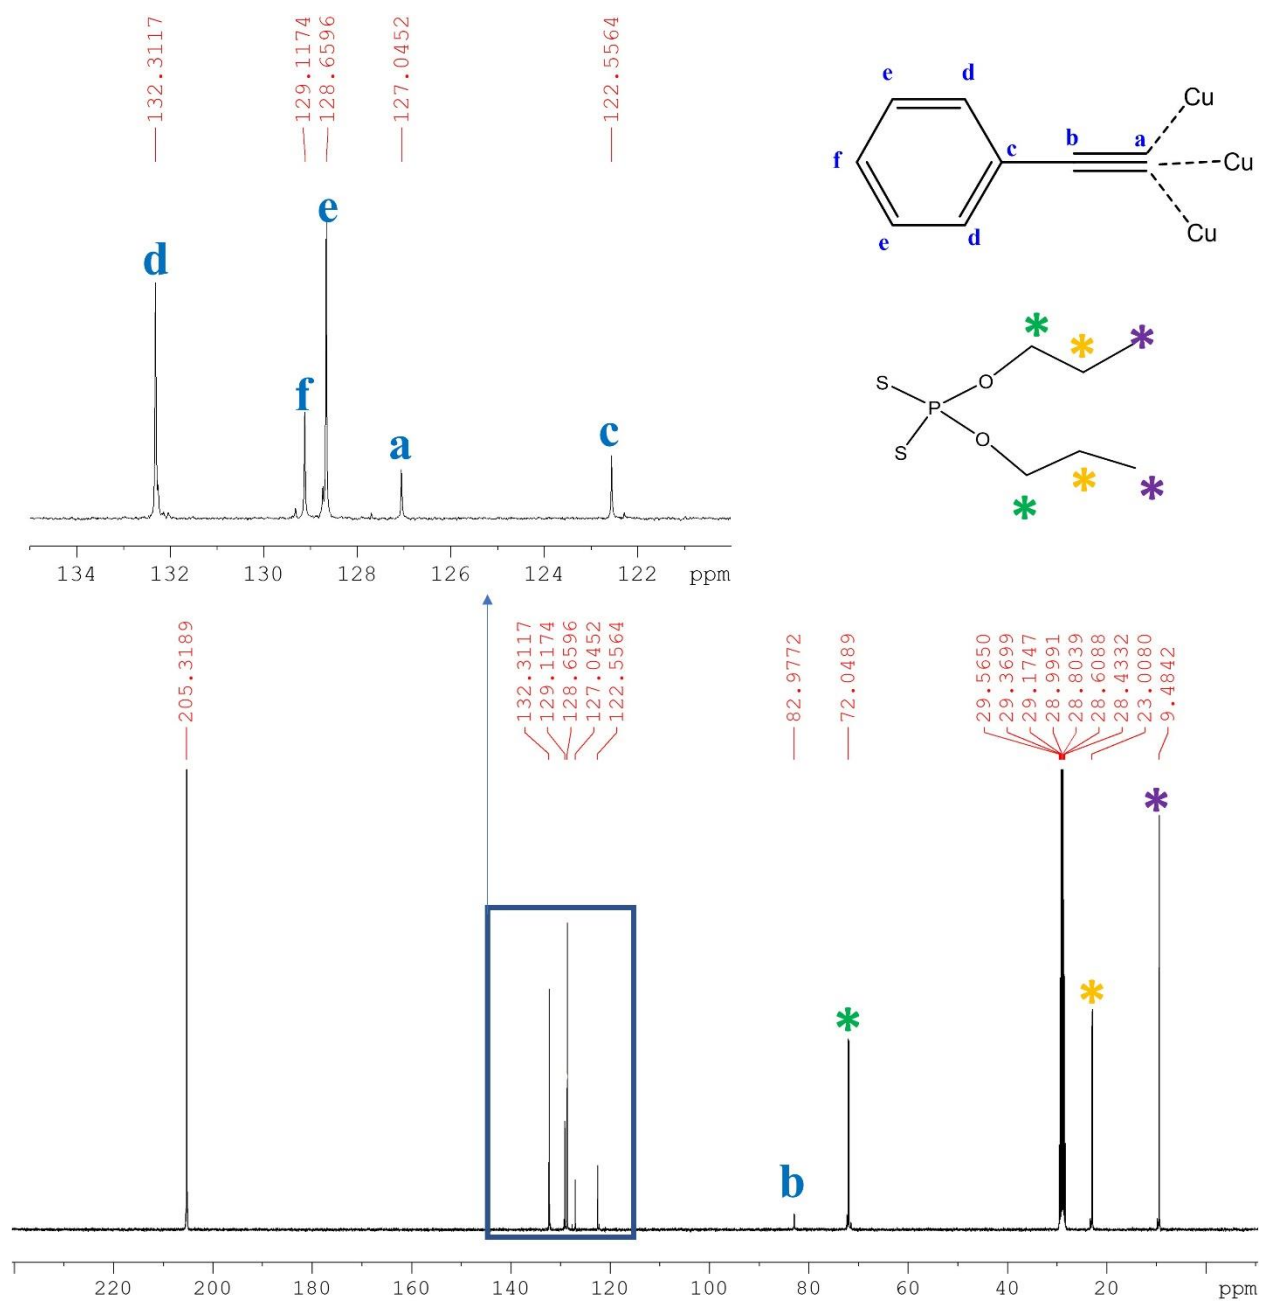 132.3117
129.1174
128.6596
127.0452
122.5564
d
f
e
a
c
134 132 130 128 126 124 122 ppm
e d
f c b a
e d
Cu
Cu
Cu
* * *
S P O
S O
* * *
205.3189
132.3117
129.1174
128.6596
127.0452
122.5564
82.9772
72.0489
29.5650
29.3699
29.1747
28.9991
28.8039
28.6088
28.4332
23.0080
9.4842
b
* * *
220 200 180 160 140 120 100 80 60 40 20 ppm